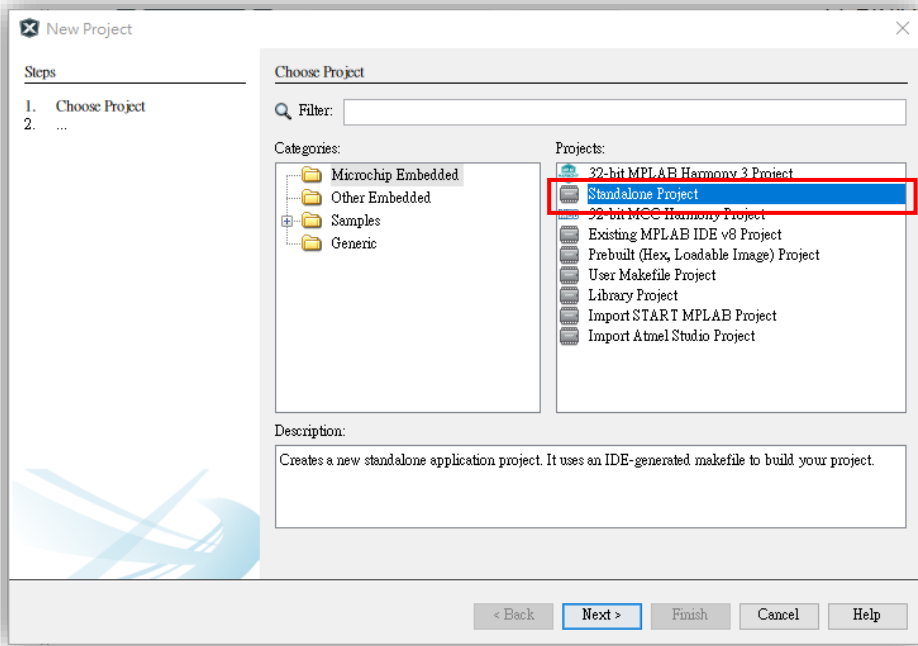 New Project
Steps
1. Choose Project
2. ...
Choose Project
Filter:
Categories:
Microchip Embedded
Other Embedded
Samples
Generic
Projects:
32-bit MPLAB Harmony 3 Project
Standalone Project
32-bit MCC Harmony Project
Existing MPLAB IDE v8 Project
Prebuilt (Hex, Loadable Image) Project
User Makefile Project
Library Project
Import START MPLAB Project
Import Atmel Studio Project
Description:
Creates a new standalone application project. It uses an IDE-generated makefile to build your project.
< Back
Next >
Finish
Cancel
Help